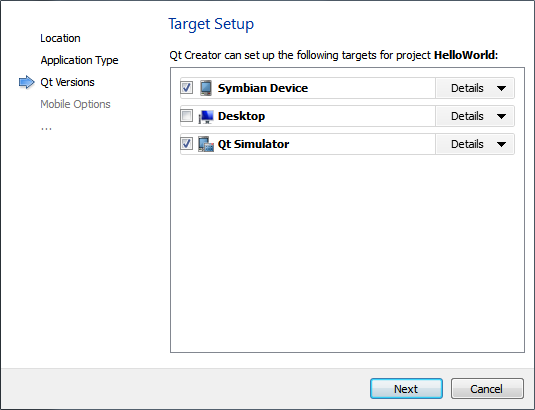 Target Setup
Location
Application Type
Qt Versions
Mobile Options
...
Qt Creator can set up the following targets for project HelloWorld:
Symbian Device Details
Desktop Details
Qt Simulator Details
Next Cancel